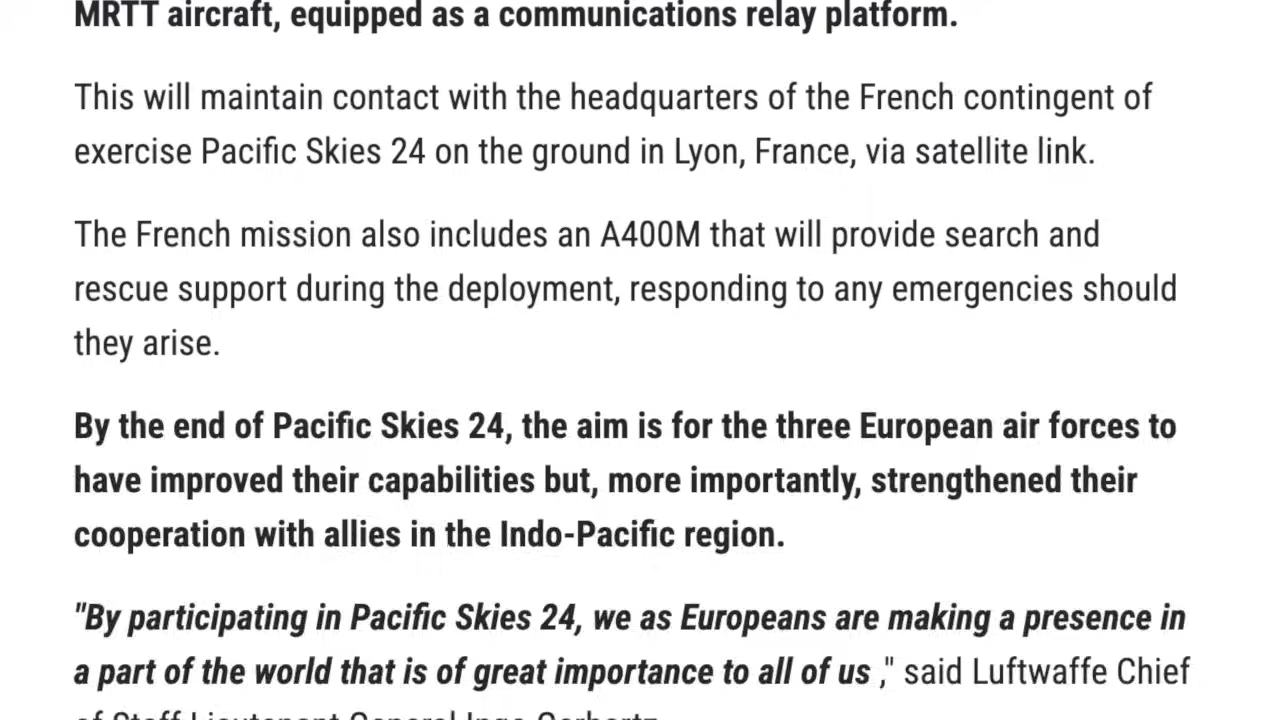 MRTT aircraft, equipped as a communications relay platform.
This will maintain contact with the headquarters of the French contingent of
exercise Pacific Skies 24 on the ground in Lyon, France, via satellite link.
The French mission also includes an A400M that will provide search and
rescue support during the deployment, responding to any emergencies should
they arise.
By the end of Pacific Skies 24, the aim is for the three European air forces to
have improved their capabilities but, more importantly, strengthened their
cooperation with allies in the Indo-Pacific region.
"By participating in Pacific Skies 24, we as Europeans are making a presence in
a part of the world that is of great importance to all of us ," said Luftwaffe Chief
of Staff Lieutenant General Ingo Gerhartz